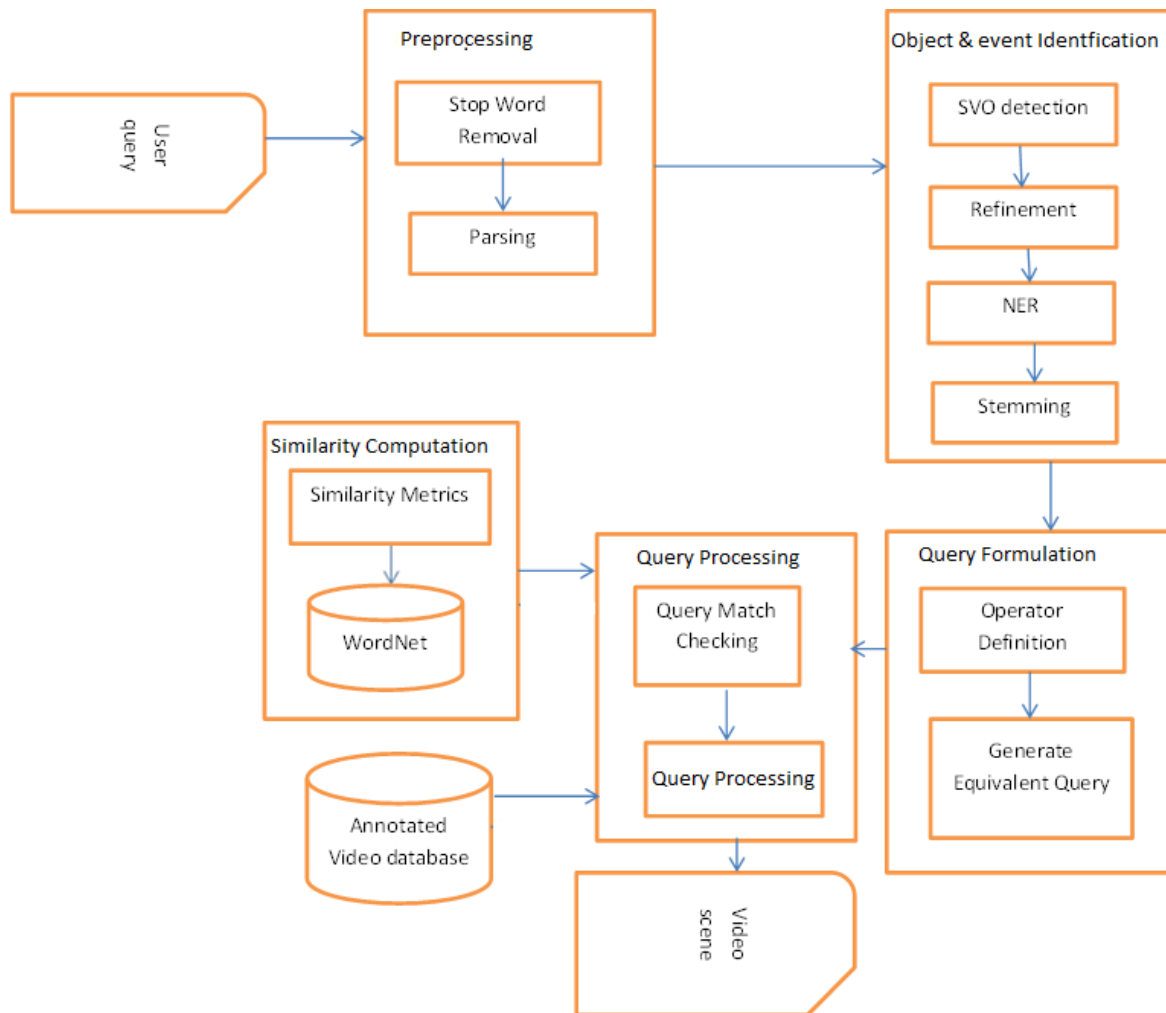 Preprocessing
Stop Word
Removal
Parsing
User
query
Object & event Identfication
SVO detection
Refinement
NER
Stemming
Similarity Computation
Similarity Metrics
WordNet
Query Processing
Query Match
Checking
Query Processing
Query Formulation
Operator
Definition
Generate
Equivalent Query
Annotated
Video database
Video
scene